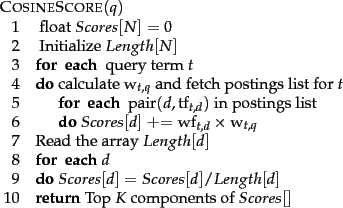 COSINESCORE(q)
1 float Scores[N] = 0
2 Initialize Length[N]
3 for each query term t
4 do calculate w_{t,q} and fetch postings list for t
5 for each pair(d, tf_{t,d}) in postings list
6 do Scores[d] += wf_{t,d} × w_{t,q}
7 Read the array Length[d]
8 for each d
9 do Scores[d] = Scores[d]/Length[d]
10 return Top K components of Scores[]